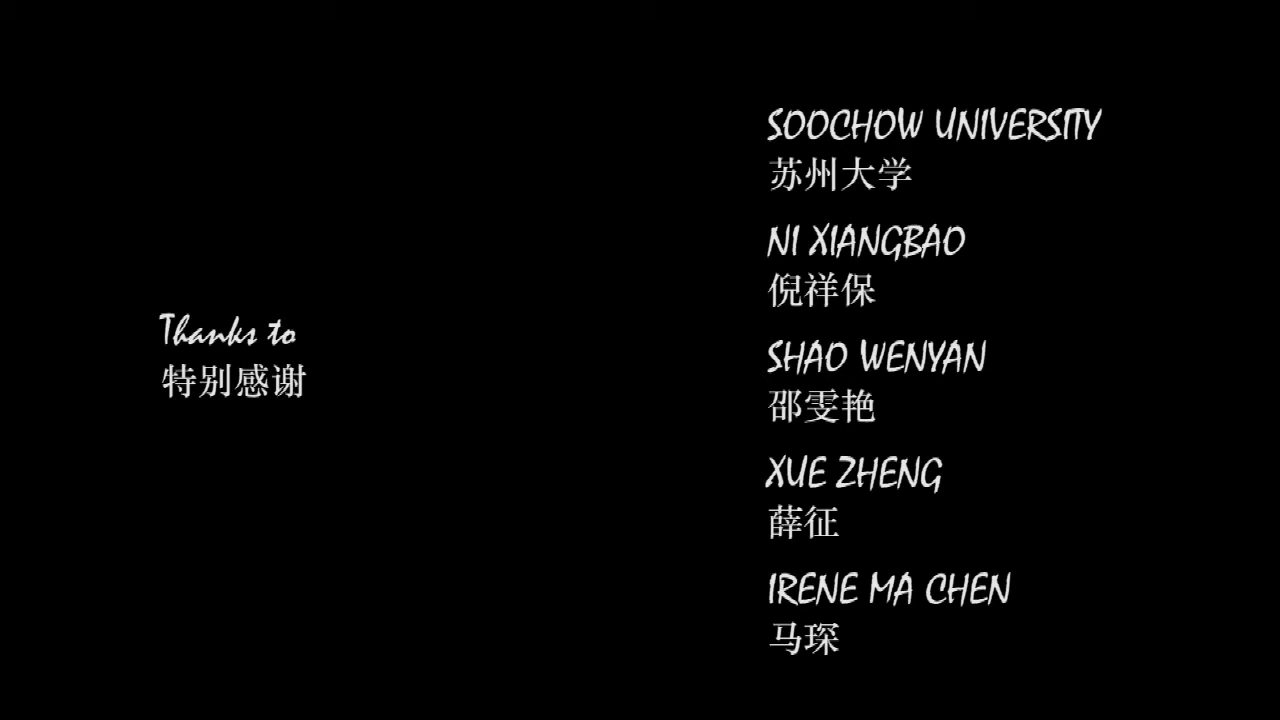 Thanks to
特别感谢
SOOCHOW UNIVERSITY
苏州大学
NI XIANGBAO
倪祥保
SHAO WENYAN
邵雯艳
XUE ZHENG
薛征
IRENE MA CHEN
马琛